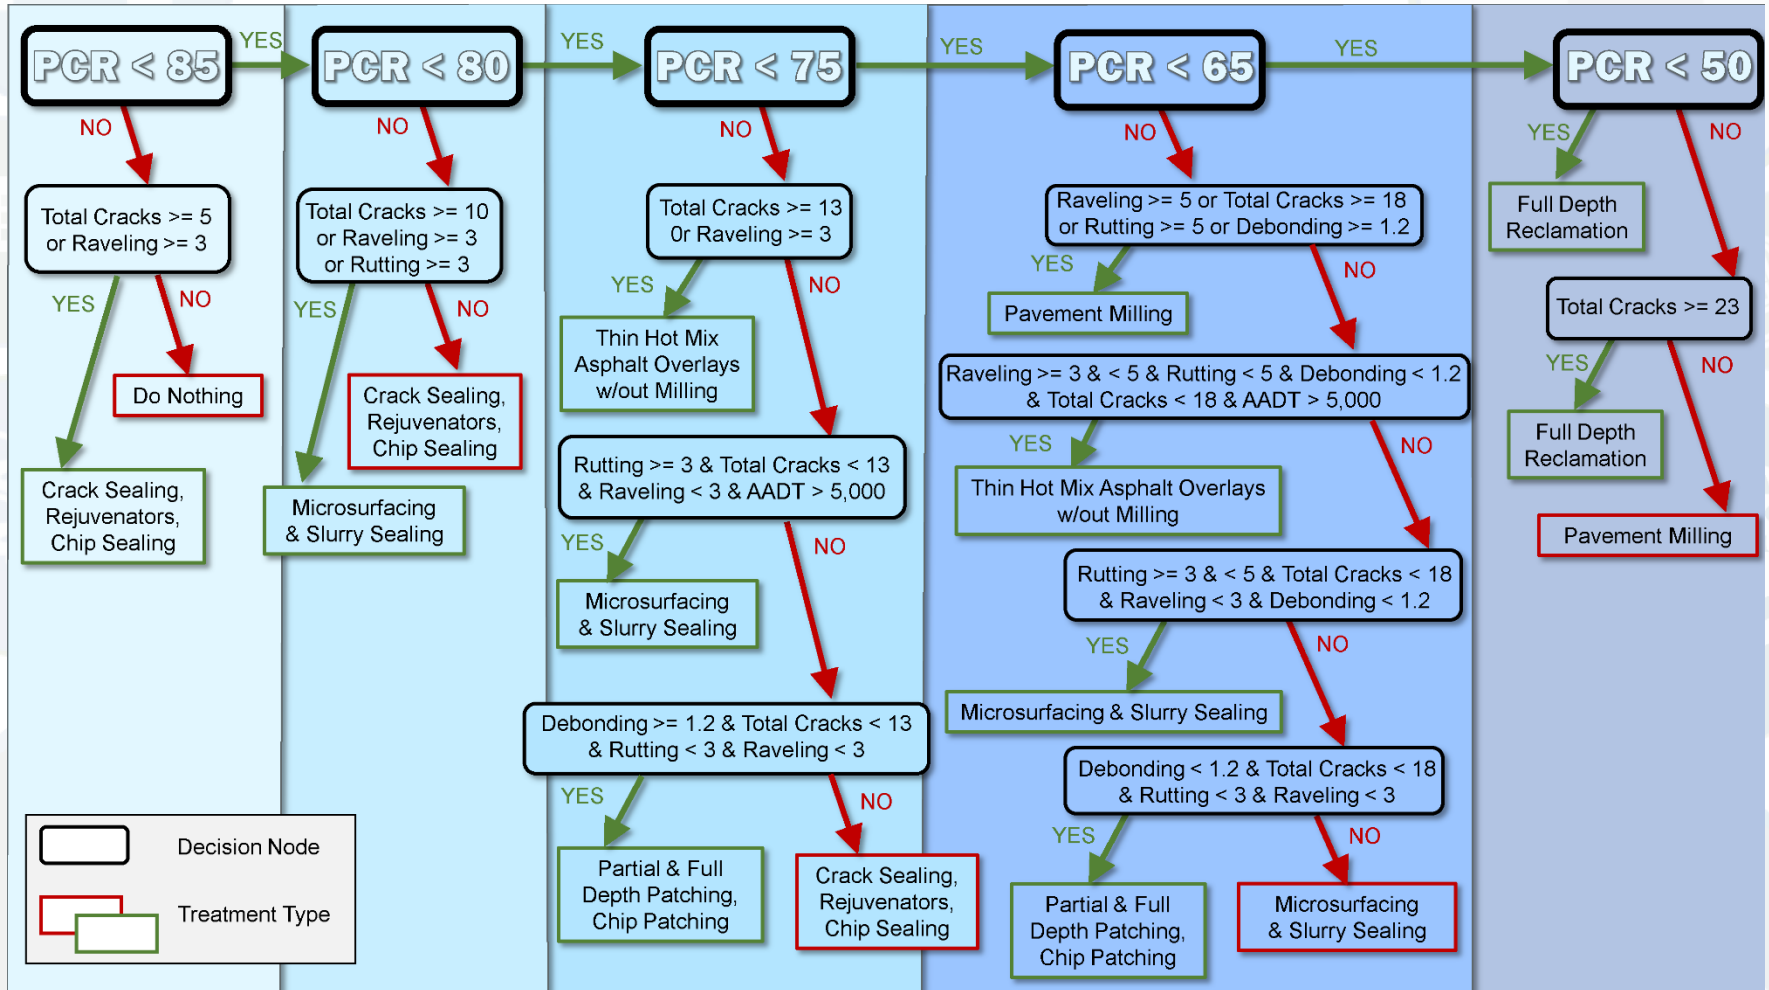 PCR < 85
YES
NO
Total Cracks >= 5
or Raveling >= 3
YES
NO
Do Nothing
Crack Sealing,
Rejuvenators,
Chip Sealing
PCR < 80
YES
NO
Total Cracks >= 10
or Raveling >= 3
or Rutting >= 3
YES
NO
Crack Sealing,
Rejuvenators,
Chip Sealing
Microsurfacing
& Slurry Sealing
PCR < 75
YES
NO
Total Cracks >= 13
0r Raveling >= 3
YES
NO
Thin Hot Mix
Asphalt Overlays
w/out Milling
Rutting >= 3 & Total Cracks < 13
& Raveling < 3 & AADT > 5,000
YES
NO
Microsurfacing
& Slurry Sealing
Debonding >= 1.2 & Total Cracks < 13
& Rutting < 3 & Raveling < 3
YES
NO
Partial & Full
Depth Patching,
Chip Patching
Crack Sealing,
Rejuvenators,
Chip Sealing
PCR < 65
YES
NO
Raveling >= 5 or Total Cracks >= 18
or Rutting >= 5 or Debonding >= 1.2
YES
NO
Pavement Milling
Raveling >= 3 & < 5 & Rutting < 5 & Debonding < 1.2
& Total Cracks < 18 & AADT > 5,000
YES
NO
Thin Hot Mix Asphalt Overlays
w/out Milling
Rutting >= 3 & < 5 & Total Cracks < 18
& Raveling < 3 & Debonding < 1.2
YES
NO
Microsurfacing & Slurry Sealing
Debonding < 1.2 & Total Cracks < 18
& Rutting < 3 & Raveling < 3
YES
NO
Partial & Full
Depth Patching,
Chip Patching
Microsurfacing
& Slurry Sealing
PCR < 50
YES
NO
Full Depth
Reclamation
Total Cracks >= 23
YES
NO
Full Depth
Reclamation
Pavement Milling
Decision Node
Treatment Type